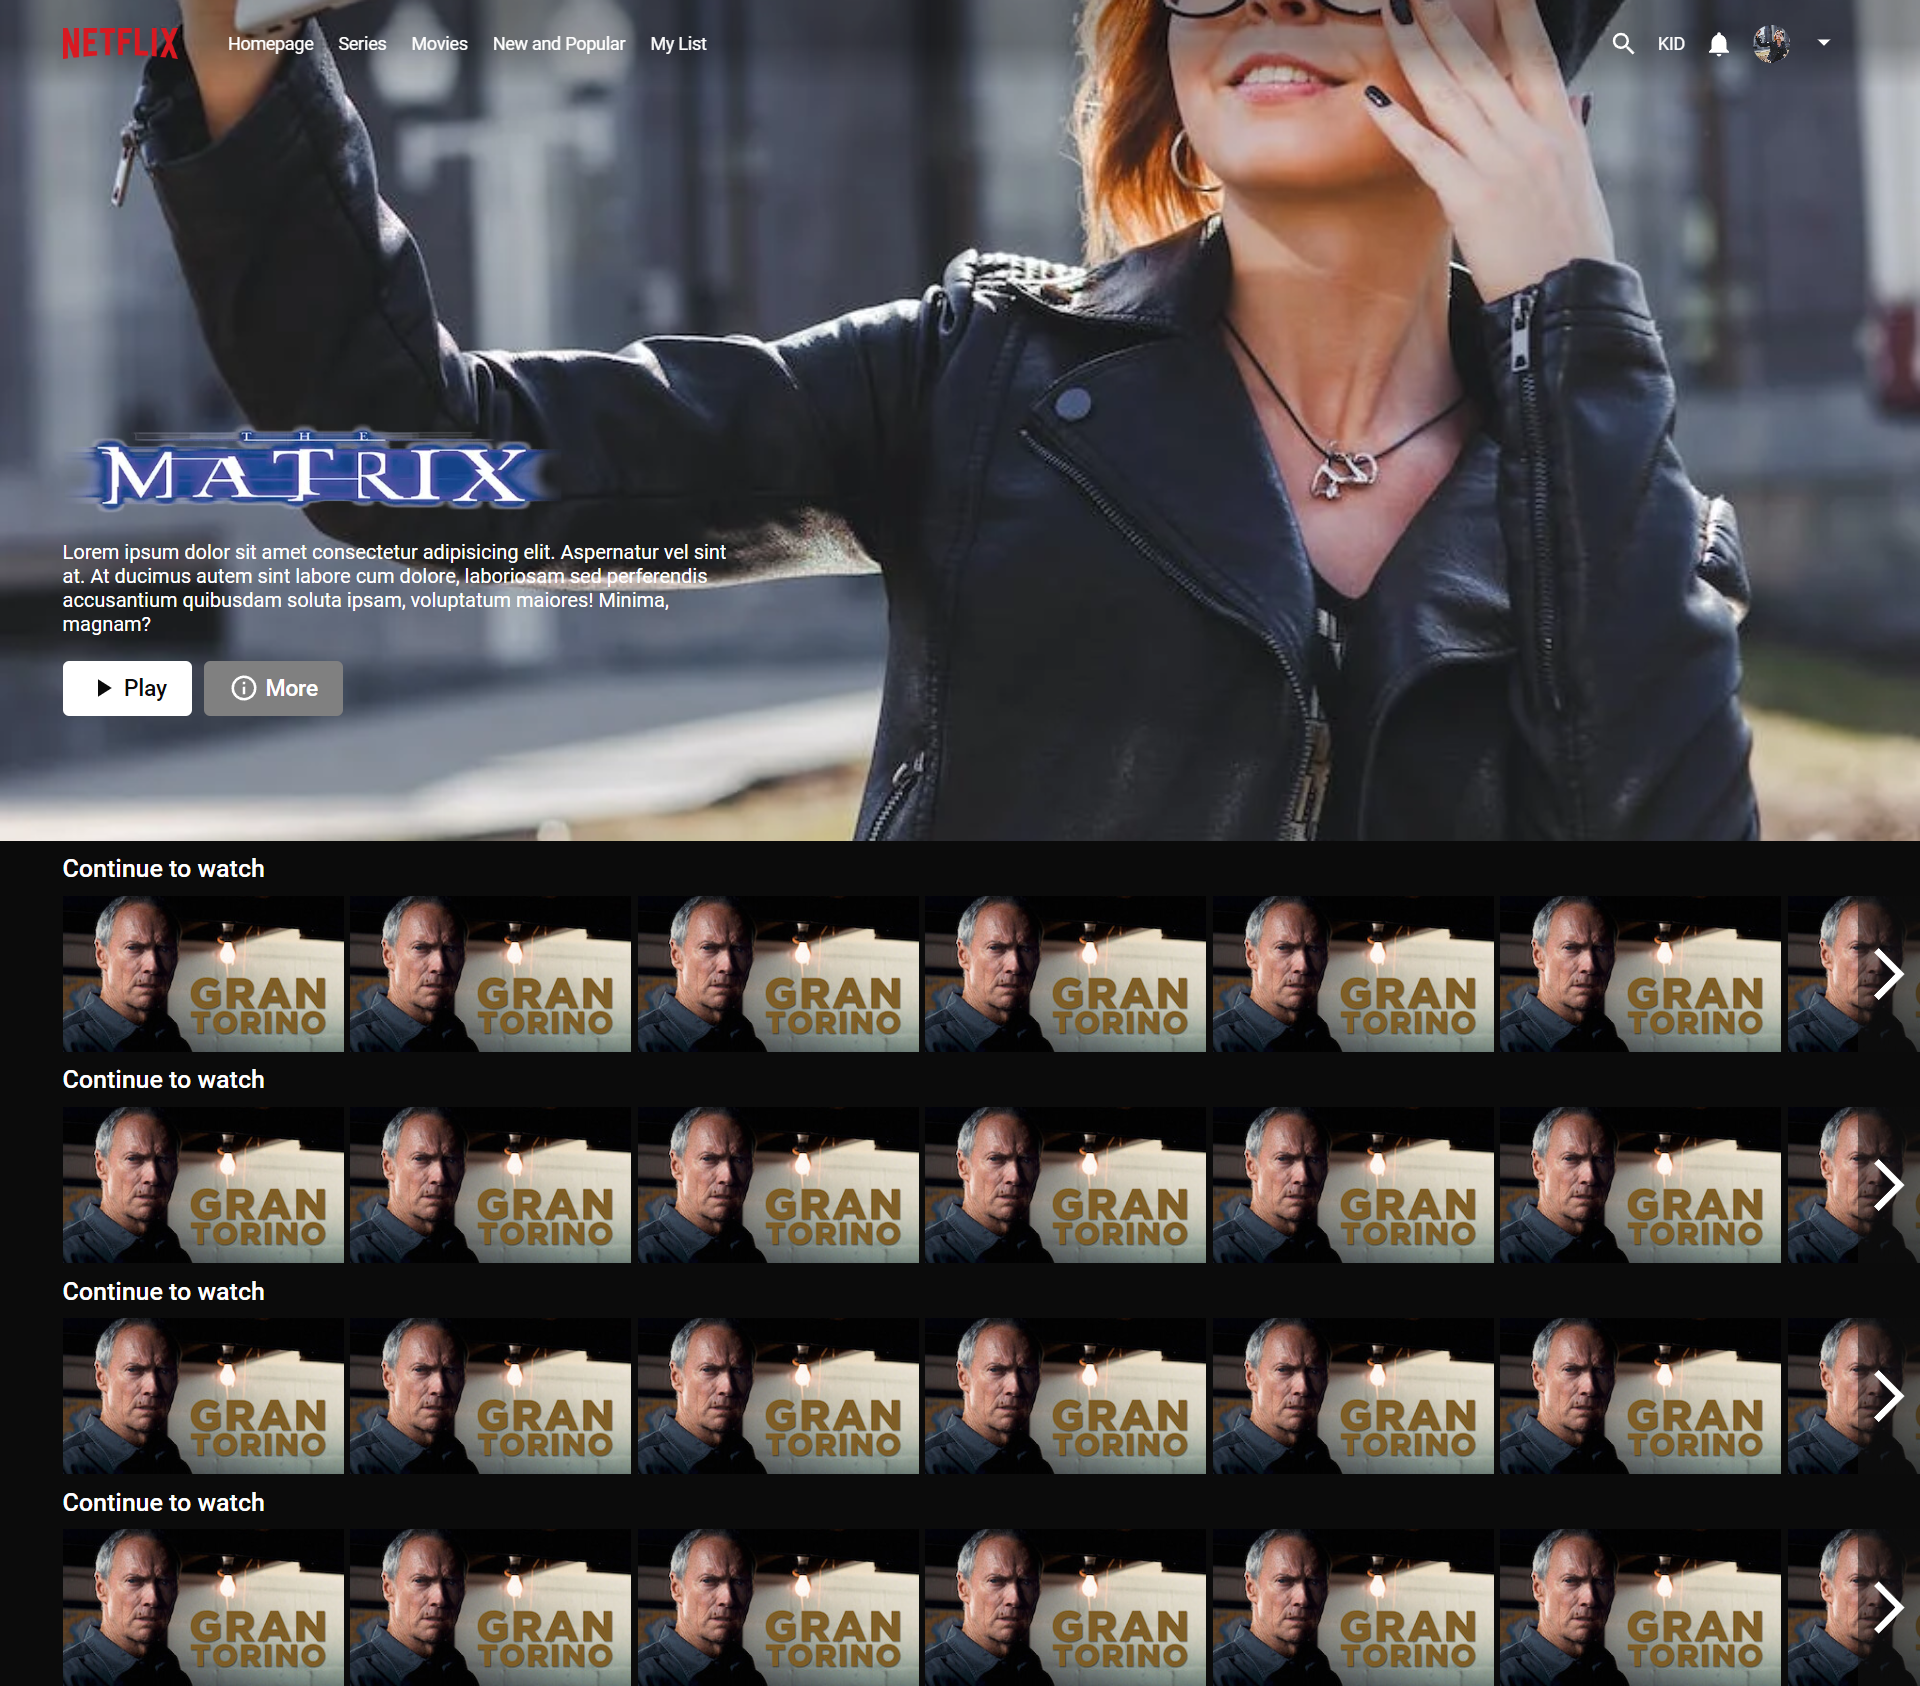 NETFLIX
Homepage Series Movies New and Popular My List
KID
THE
MATRIX
Lorem ipsum dolor sit amet consectetur adipisicing elit. Aspernatur vel sint
at. At ducimus autem sint labore cum dolore, laboriosam sed perferendis
accusantium quibusdam soluta ipsam, voluptatum maiores! Minima,
magnam?
Play More
Continue to watch
GRAN GRAN GRAN GRAN GRAN GRAN
TORINO TORINO TORINO TORINO TORINO TORINO
Continue to watch
GRAN GRAN GRAN GRAN GRAN GRAN
TORINO TORINO TORINO TORINO TORINO TORINO
Continue to watch
GRAN GRAN GRAN GRAN GRAN GRAN
TORINO TORINO TORINO TORINO TORINO TORINO
Continue to watch
GRAN GRAN GRAN GRAN GRAN GRAN
TORINO TORINO TORINO TORINO TORINO TORINO